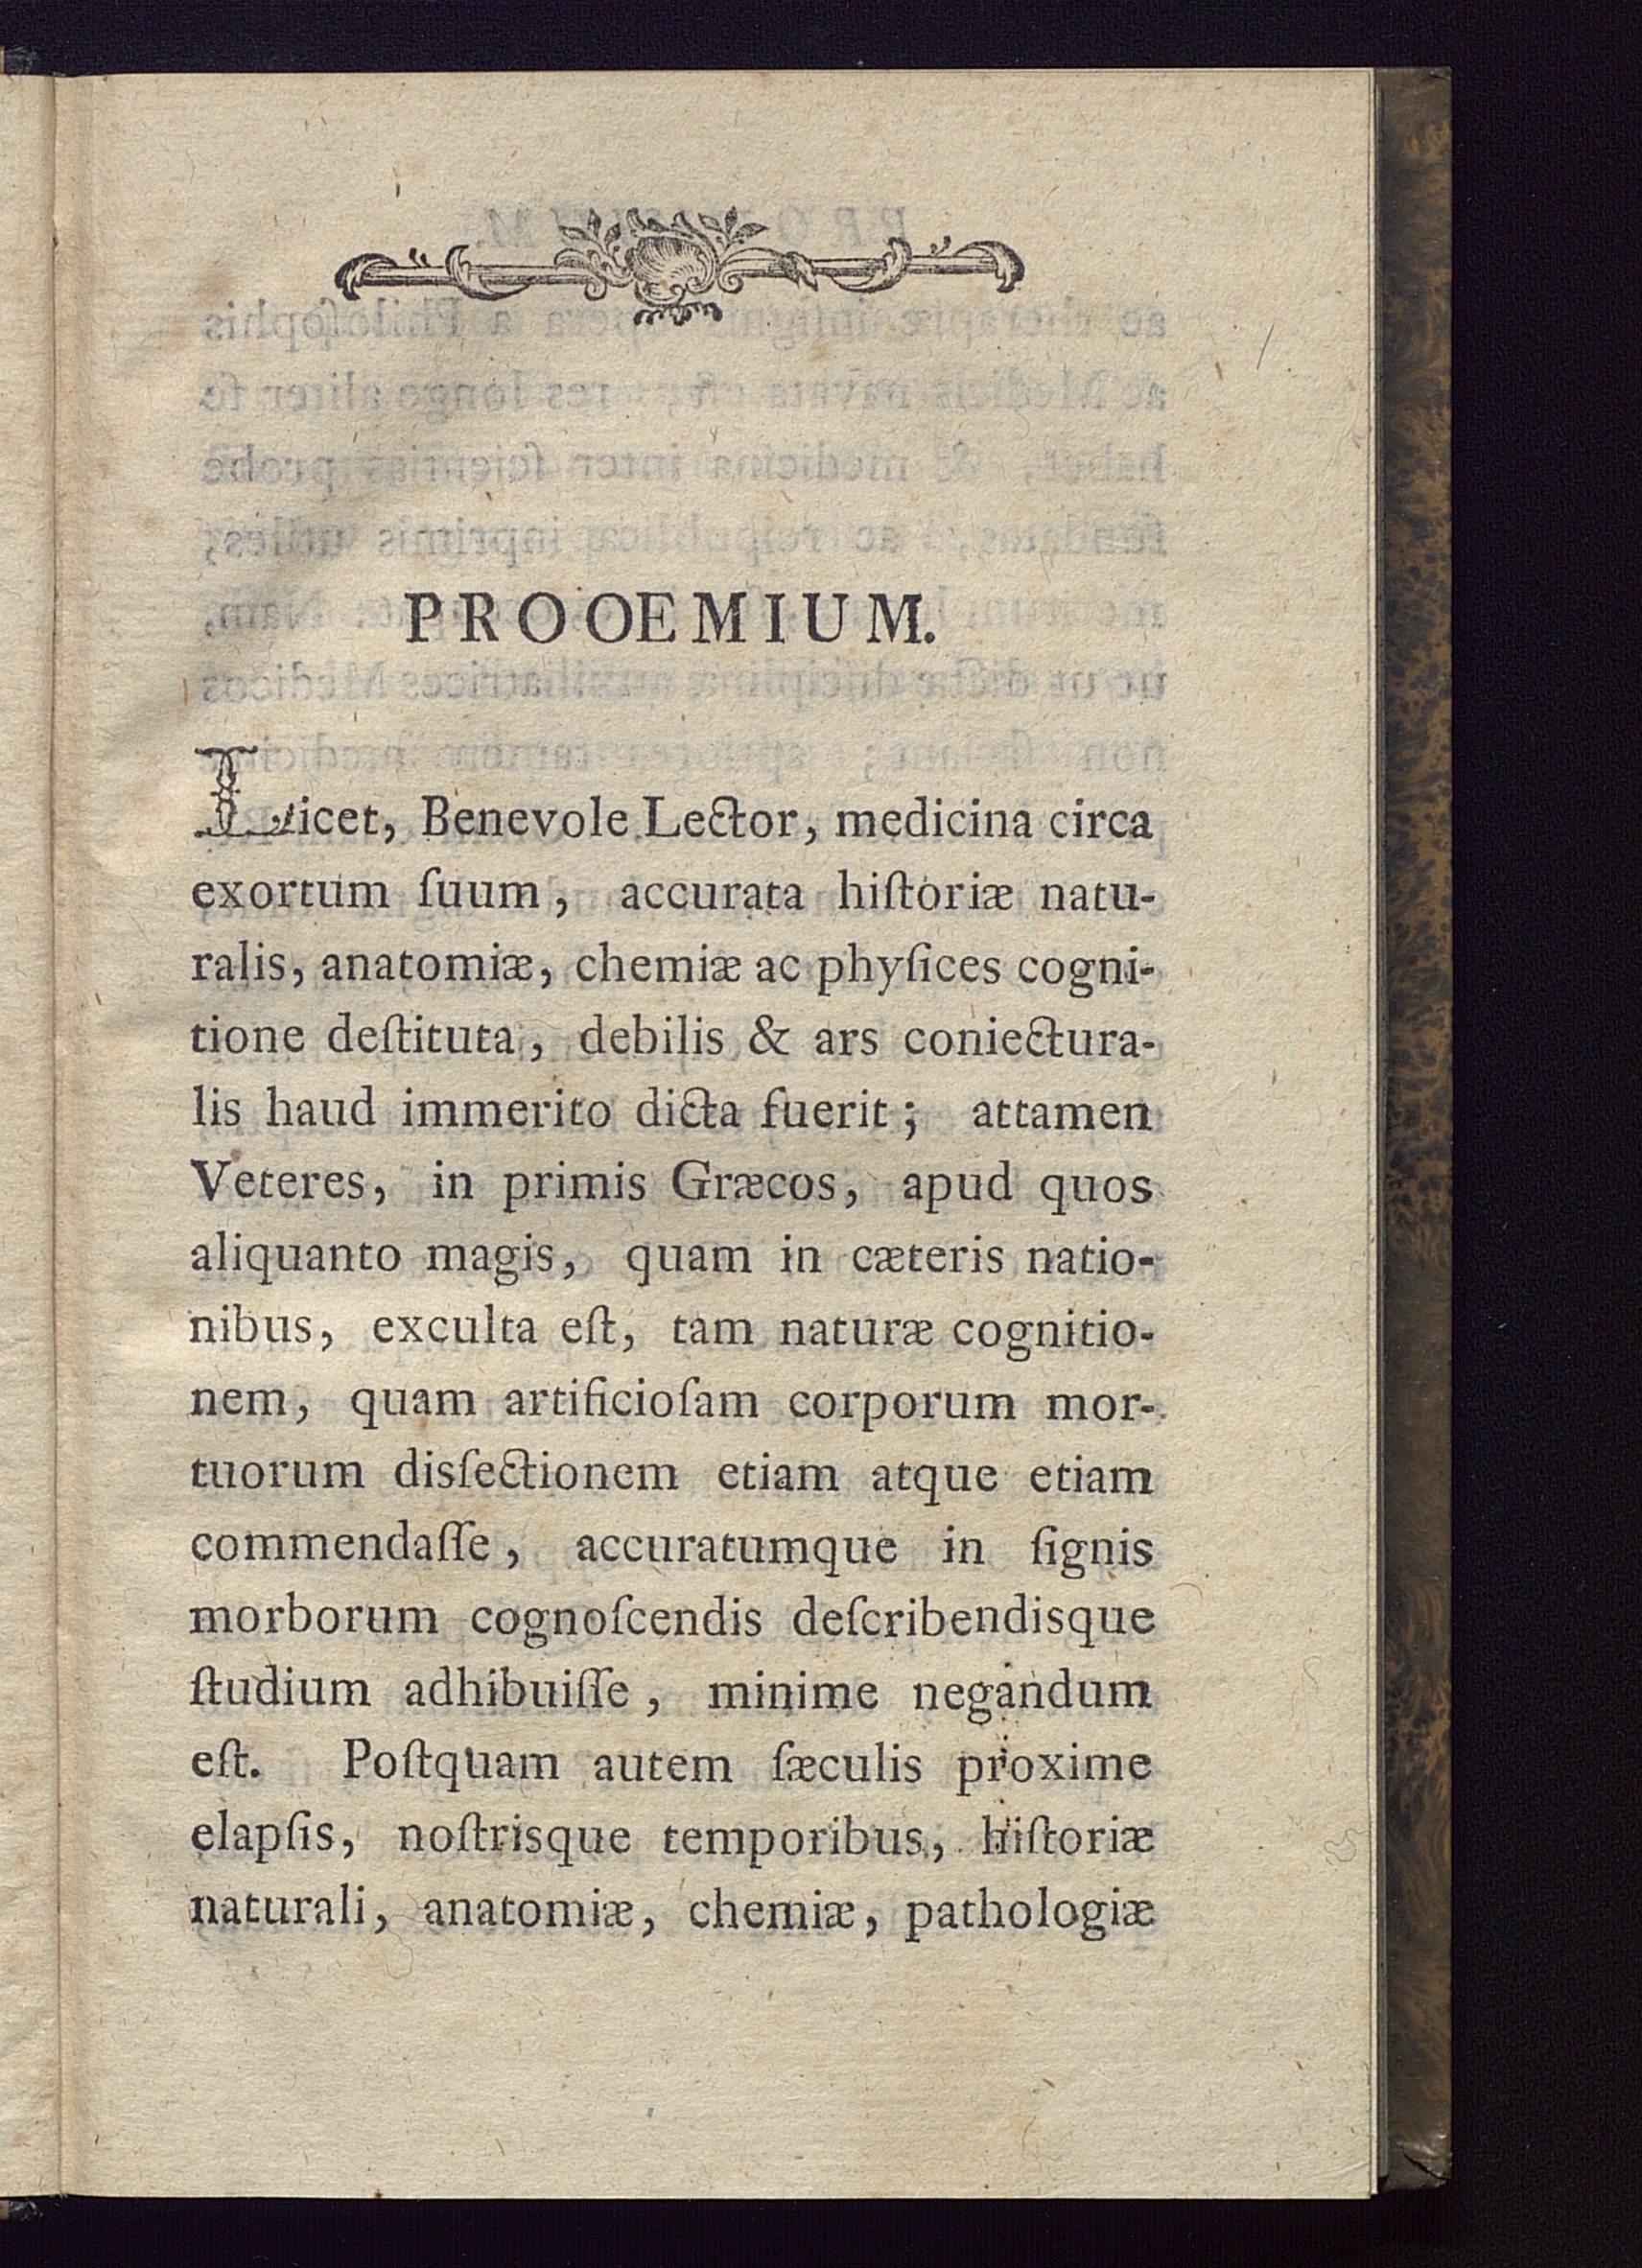 PROOEMIUM.
Licet, Benevole Lector, medicina circa
exortum ſuum, accurata hiſtoriæ natu-
ralis, anatomiæ, chemiæ ac phyſices cogni-
tione deſtituta, debilis & ars coniectura-
lis haud immerito dicta fuerit; attamen
Veteres, in primis Græcos, apud quos
aliquanto magis, quam in cæteris natio-
nibus, exculta eſt, tam naturæ cognitio-
nem, quam artificioſam corporum mor-
tuorum disſectionem etiam atque etiam
commendaſſe, accuratumque in ſignis
morborum cognoſcendis deſcribendisque
ſtudium adhibuiſſe, minime negandum
eſt. Poſtquam autem ſæculis proxime
elapſis, noſtrisque temporibus, hiſtoriæ
naturali, anatomiæ, chemiæ, pathologiæ